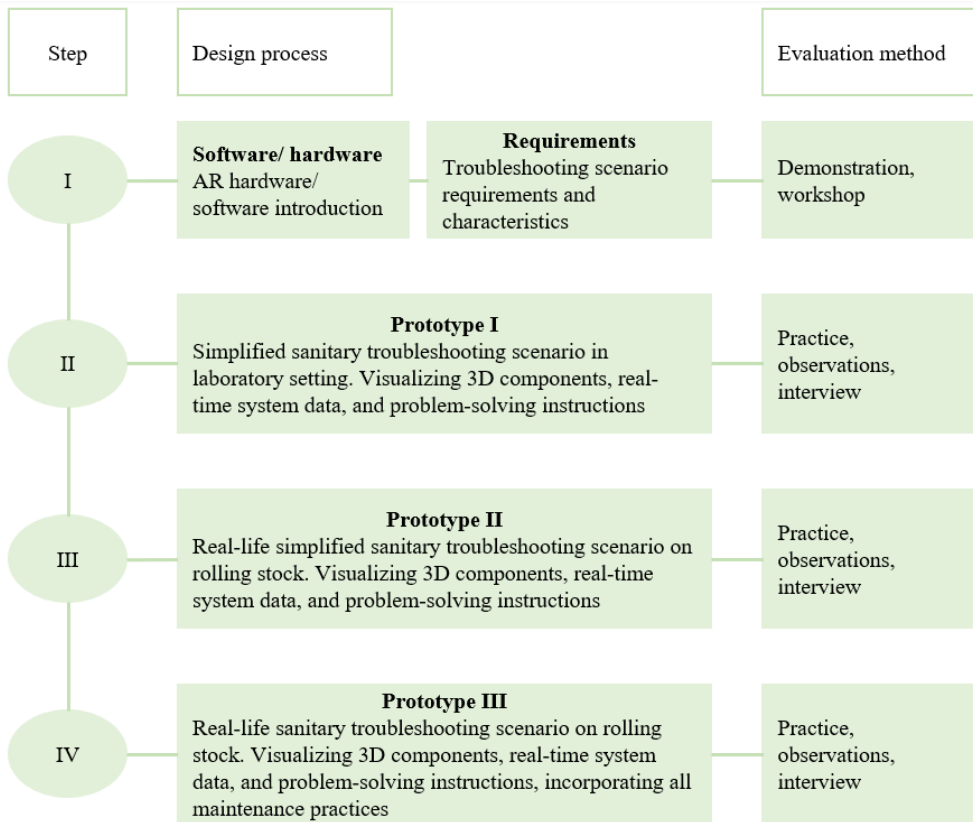 Step
Design process
Evaluation method
I
Software/ hardware
AR hardware/
software introduction
Requirements
Troubleshooting scenario
requirements and
characteristics
Demonstration,
workshop
II
Prototype I
Simplified sanitary troubleshooting scenario in
laboratory setting. Visualizing 3D components, real-
time system data, and problem-solving instructions
Practice,
observations,
interview
III
Prototype II
Real-life simplified sanitary troubleshooting scenario on
rolling stock. Visualizing 3D components, real-time
system data, and problem-solving instructions
Practice,
observations,
interview
IV
Prototype III
Real-life sanitary troubleshooting scenario on rolling
stock. Visualizing 3D components, real-time system
data, and problem-solving instructions, incorporating all
maintenance practices
Practice,
observations,
interview